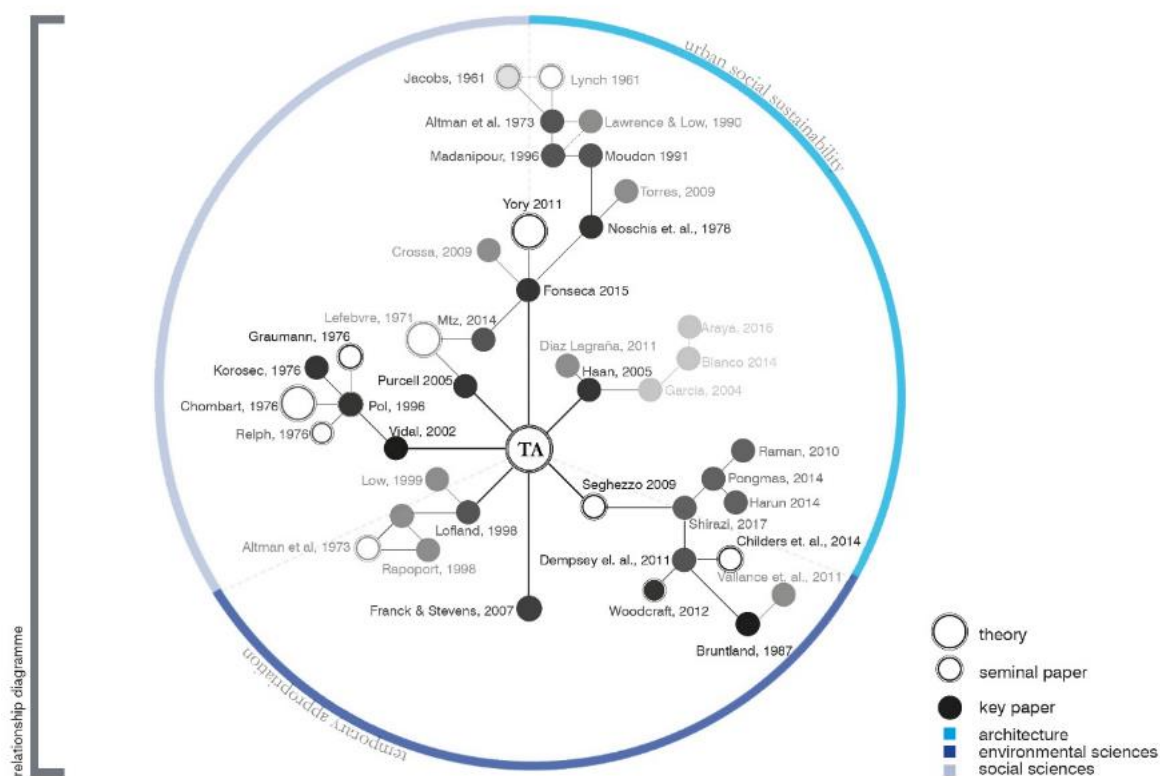 urban social sustainability
Jacobs, 1961
Lynch 1961
Altman et al. 1973
Lawrence & Low, 1990
Madanipour, 1996
Moudon 1991
Torres, 2009
Yory 2011
Noschis et. al., 1978
Crossa, 2009
Fonseca 2015
Lefebvre, 1971
Mtz, 2014
Araya, 2016
Graumann, 1976
Diaz Lagraña, 2011
Blanco 2014
Korosec, 1976
Purcell 2005
Haan, 2005
Garcia, 2004
Chombart, 1976
Pol, 1996
Relph, 1976
Vidal, 2002
TA
Raman, 2010
Low, 1999
Seghezzo 2009
Pongmas, 2014
Harun 2014
Lofland, 1998
Shirazi, 2017
Altman et al, 1973
Childers et. al., 2014
Rapoport, 1998
Dempsey el. al., 2011
Vallance et. al., 2011
Franck & Stevens, 2007
Woodcraft, 2012
Bruntland, 1987
temporary appropriation
relationship diagramme
theory
seminal paper
key paper
architecture
environmental sciences
social sciences